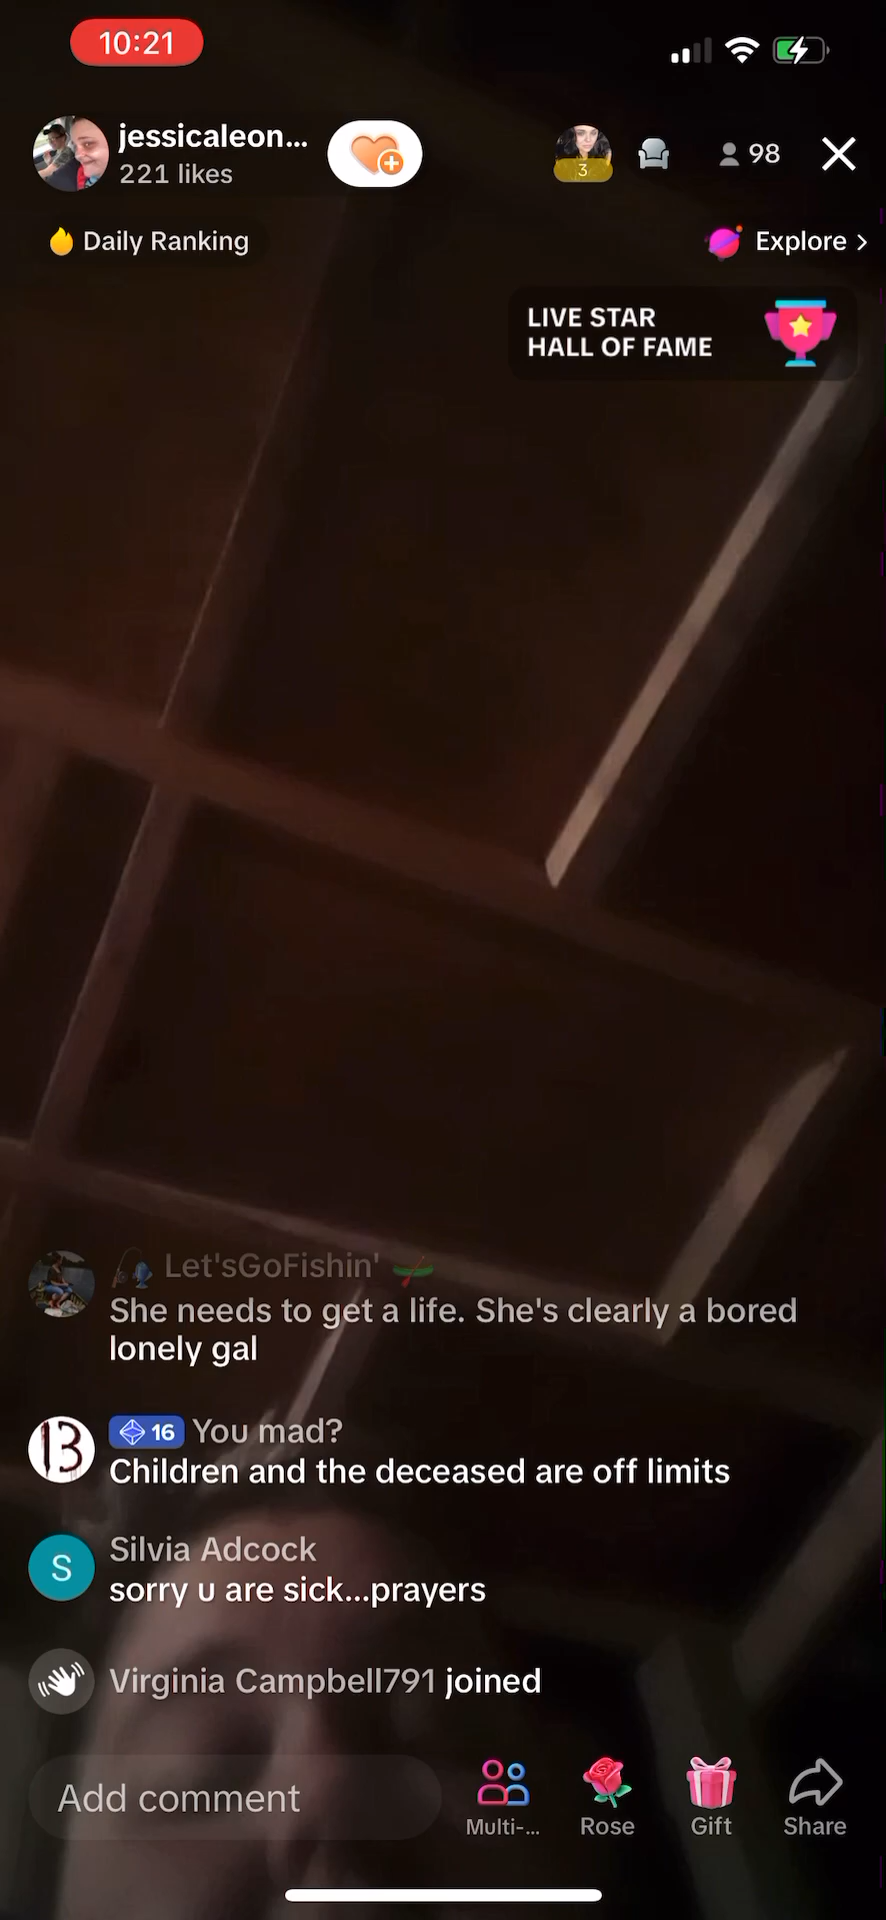 10:21
jessicaleon...
221 likes
3
98
Daily Ranking
Explore >
LIVE STAR
HALL OF FAME
Let'sGoFishin'
She needs to get a life. She's clearly a bored
lonely gal
13
16 You mad?
Children and the deceased are off limits
S
Silvia Adcock
sorry u are sick...prayers
Virginia Campbell791 joined
Add comment
Multi-...
Rose
Gift
Share